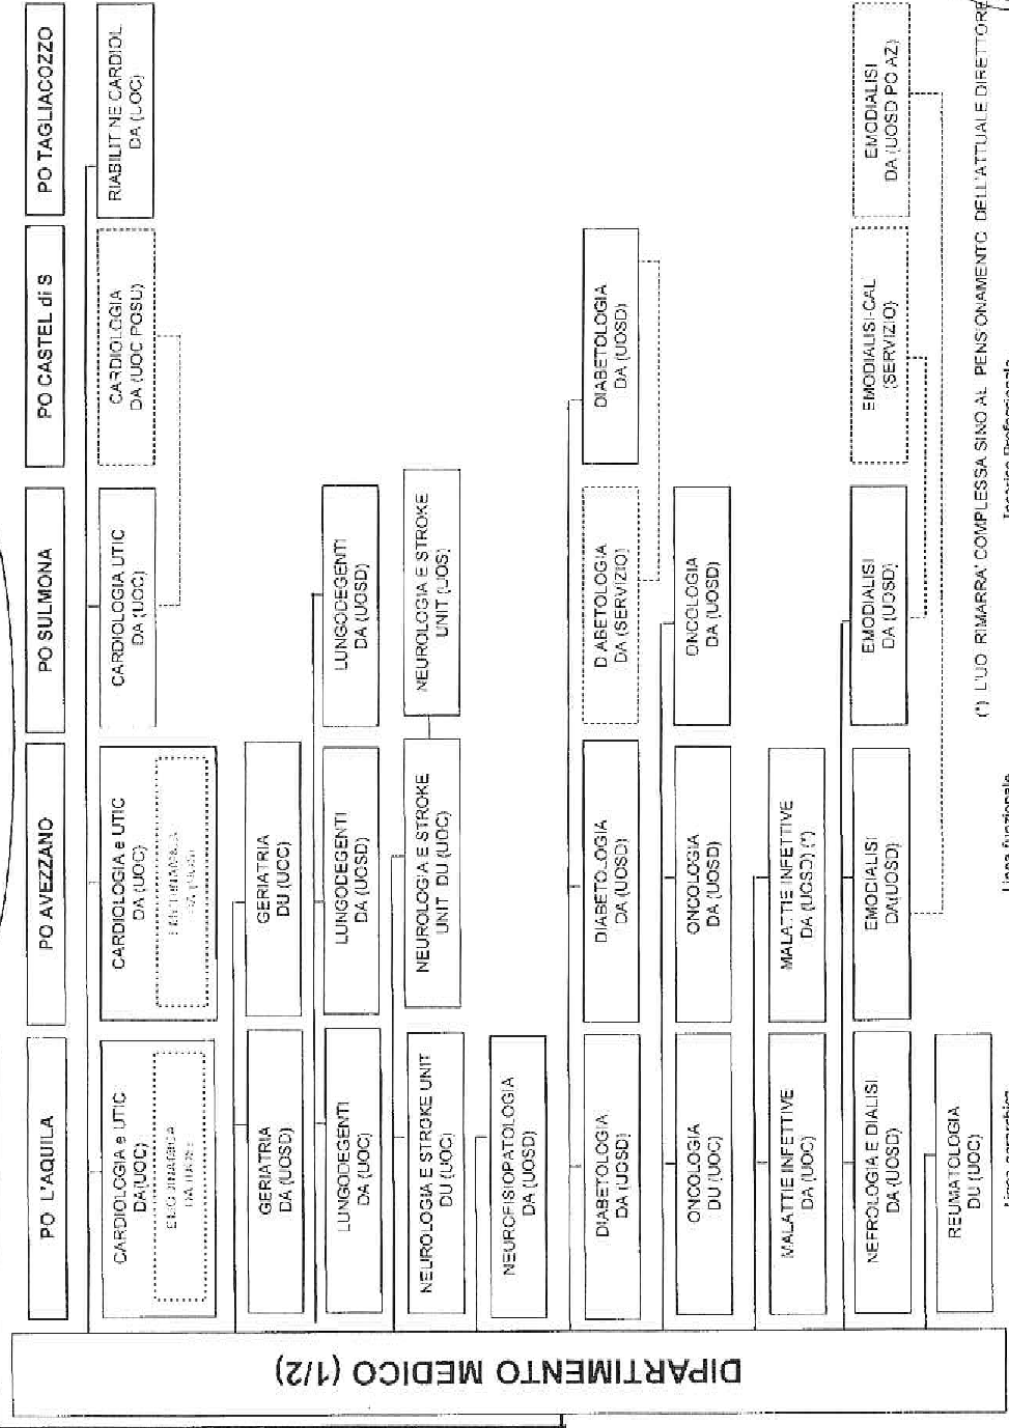 DIPARTIMENTO MEDICO (1/2)
PO L'AQUILA
PO AVEZZANO
PO SULMONA
PO CASTEL di S
PO TAGLIACOZZO
CARDIOLOGIA e UTIC
DA(UOC)
CARDIOLOGIA e UTIC
DA (UOC)
CARDIOLOGIA UTIC
DA (UOC)
CARDIOLOGIA
DA (UOC POSU)
RIABILIT.NE CARDIOL.
DA (UOC)
GERIATRIA
DA (UOSD)
GERIATRIA
DU (UOC)
LUNGODEGENTI
DA (UOC)
LUNGODEGENTI
DA (UOSD)
LUNGODEGENTI
DA (UOSD)
NEUROLOGIA E STROKE UNIT
DU (UOC)
NEUROLOGIA E STROKE
UNIT DU (UOC)
NEUROLOGIA E STROKE
UNIT (UOS)
NEUROFISIOPATOLOGIA
DA (UOSD)
DIABETOLOGIA
DA (UOSD)
DIABETOLOGIA
DA (UOSD)
DIABETOLOGIA
DA (SERVIZIO)
DIABETOLOGIA
DA (UOSD)
ONCOLOGIA
DU (UOC)
ONCOLOGIA
DA (UOSD)
ONCOLOGIA
DA (UOSD)
MALATTIE INFETTIVE
DA (UOC)
MALATTIE INFETTIVE
DA (UOSD) (*)
NEFROLOGIA E DIALISI
DA (UOSD)
EMODIALISI
DA(UOSD)
EMODIALISI
DA (UOSD)
EMODIALISI-CAL
(SERVIZIO)
EMODIALISI
DA (UOSD PO AZ)
REUMATOLOGIA
DU (UOC)
(*) L'UO RIMARRA' COMPLESSA SINO AL PENSIONAMENTO DELL'ATTUALE DIRETTORE
Linea gerarchica
Linea funzionale
Incarico Professionale